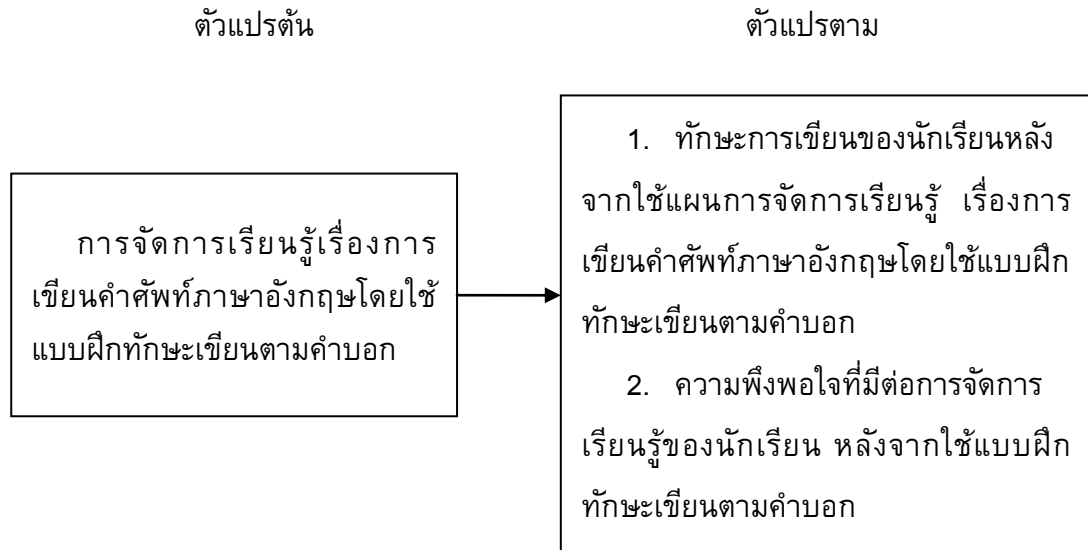 ตัวแปรต้น
ตัวแปรตาม
การจัดการเรียนรู้เรื่องการ
เขียนคำศัพท์ภาษาอังกฤษโดยใช้
แบบฝึกทักษะเขียนตามคำบอก
1. ทักษะการเขียนของนักเรียนหลัง
จากใช้แผนการจัดการเรียนรู้ เรื่องการ
เขียนคำศัพท์ภาษาอังกฤษโดยใช้แบบฝึก
ทักษะเขียนตามคำบอก
2. ความพึงพอใจที่มีต่อการจัดการ
เรียนรู้ของนักเรียน หลังจากใช้แบบฝึก
ทักษะเขียนตามคำบอก